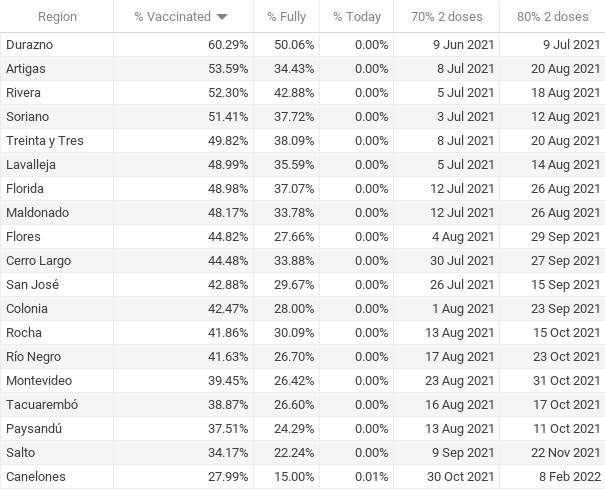 Region % Vaccinated % Fully % Today 70% 2 doses 80% 2 doses
Durazno 60.29% 50.06% 0.00% 9 Jun 2021 9 Jul 2021
Artigas 53.59% 34.43% 0.00% 8 Jul 2021 20 Aug 2021
Rivera 52.30% 42.88% 0.00% 5 Jul 2021 18 Aug 2021
Soriano 51.41% 37.72% 0.00% 3 Jul 2021 12 Aug 2021
Treinta y Tres 49.82% 38.09% 0.00% 8 Jul 2021 20 Aug 2021
Lavalleja 48.99% 35.59% 0.00% 5 Jul 2021 14 Aug 2021
Florida 48.98% 37.07% 0.00% 12 Jul 2021 26 Aug 2021
Maldonado 48.17% 33.78% 0.00% 12 Jul 2021 26 Aug 2021
Flores 44.82% 27.66% 0.00% 4 Aug 2021 29 Sep 2021
Cerro Largo 44.48% 33.88% 0.00% 30 Jul 2021 27 Sep 2021
San José 42.88% 29.67% 0.00% 26 Jul 2021 15 Sep 2021
Colonia 42.47% 28.00% 0.00% 1 Aug 2021 23 Sep 2021
Rocha 41.86% 30.09% 0.00% 13 Aug 2021 15 Oct 2021
Río Negro 41.63% 26.70% 0.00% 17 Aug 2021 23 Oct 2021
Montevideo 39.45% 26.42% 0.00% 23 Aug 2021 31 Oct 2021
Tacuarembó 38.87% 26.60% 0.00% 16 Aug 2021 17 Oct 2021
Paysandú 37.51% 24.29% 0.00% 13 Aug 2021 11 Oct 2021
Salto 34.17% 22.24% 0.00% 9 Sep 2021 22 Nov 2021
Canelones 27.99% 15.00% 0.01% 30 Oct 2021 8 Feb 2022